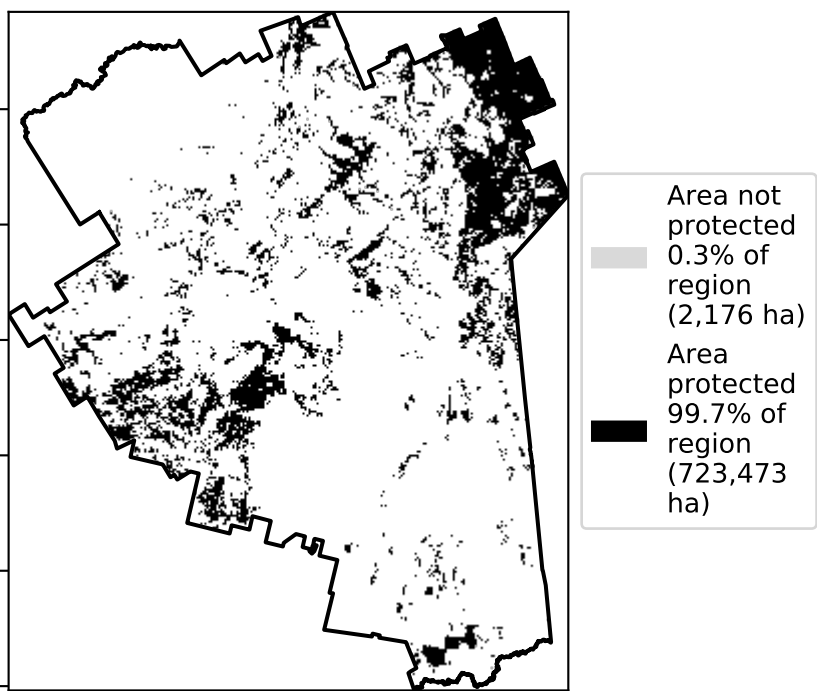 Area not
protected
0.3% of
region
(2,176 ha)
Area
protected
99.7% of
region
(723,473
ha)